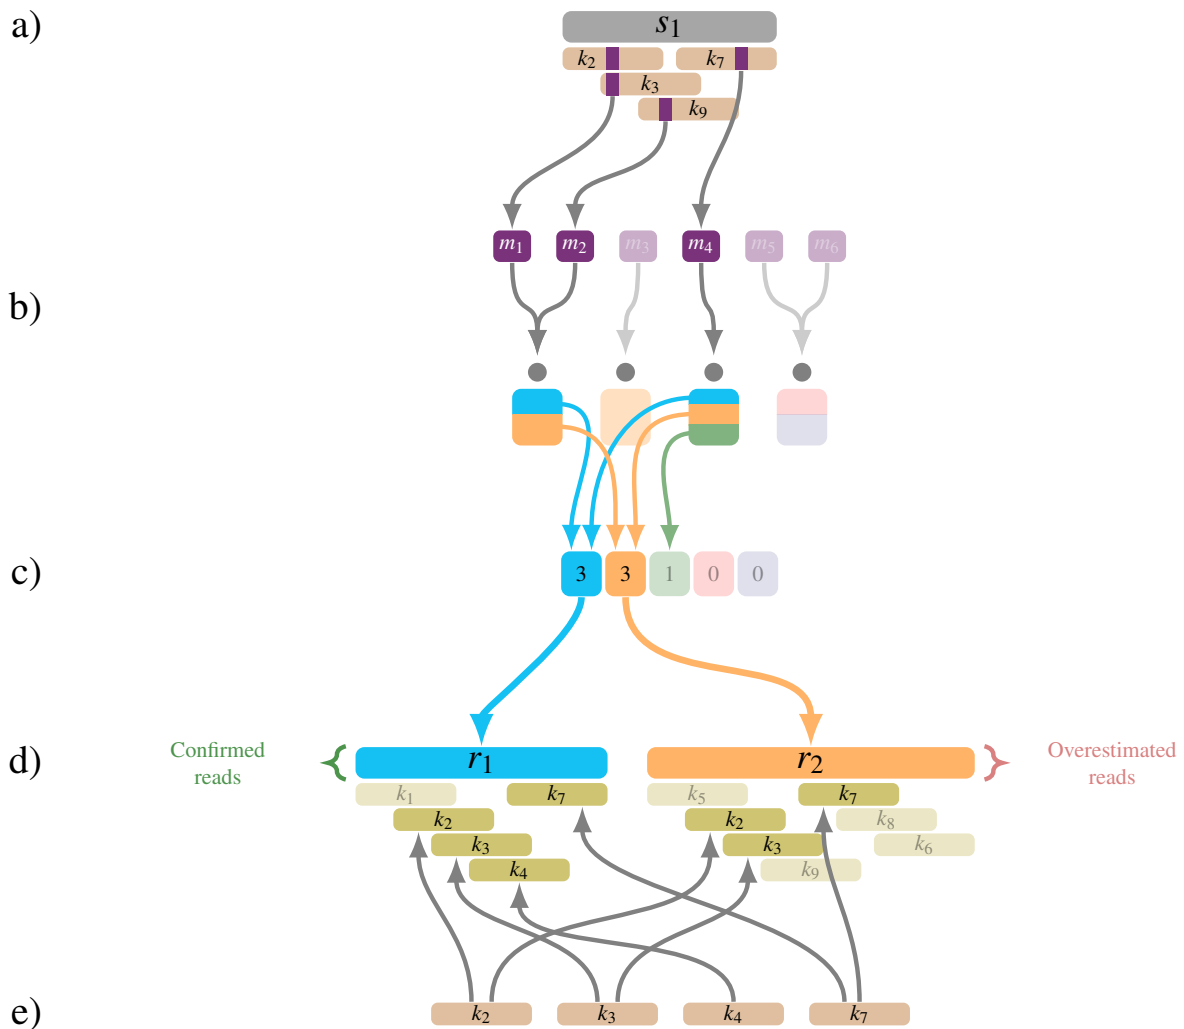 a)
s1
k2 k7
k3
k9
m1 m2 m3 m4 m5 m6
b)
c) 3 3 1 0 0
d)
Confirmed
reads
r1 r2
Overestimated
reads
k1 k7 k5 k7
k2 k2 k8
k3 k3 k6
k4 k9
e) k2 k3 k4 k7